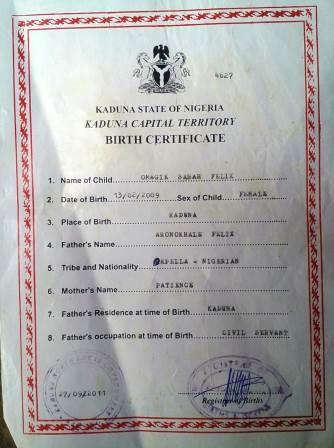 4627
KADUNA STATE OF NIGERIA
KADUNA CAPITAL TERRITORY
BIRTH CERTIFICATE
1. Name of Child SARAH FELIX
2. Date of Birth 13/02/2009 Sex of Child FEMALE
3. Place of Birth KADUNA
4. Father's Name ARONOKHALE FELIX
5. Tribe and Nationality OKPELLA - NIGERIAN
6. Mother's Name PATIENCE
7. Father's Residence at time of Birth KADUNA
8. Father's occupation at time of Birth CIVIL SERVANT
27/09/2011
Registrar of Births